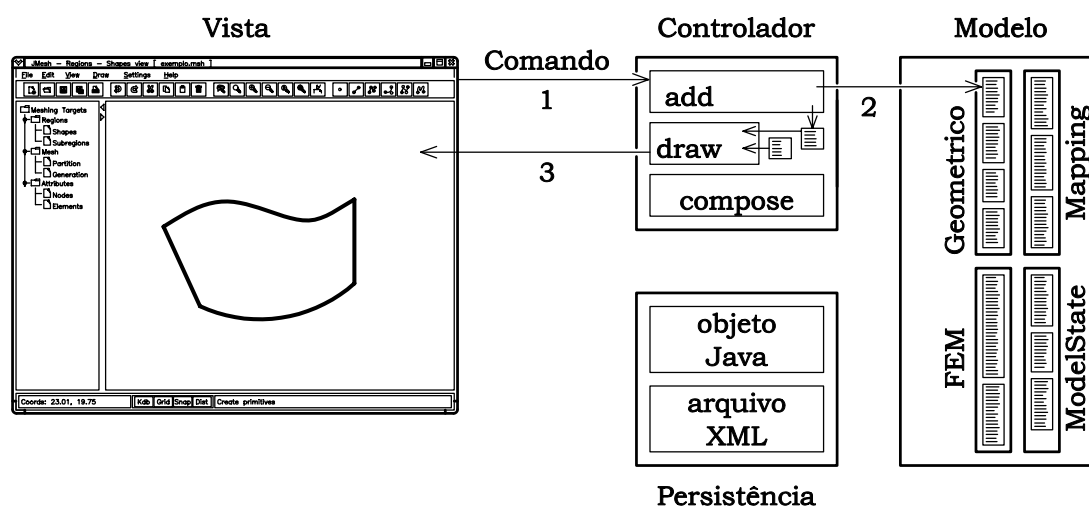 Vista
Controlador
Modelo
JMesh - Regions - Shapes view [ exemplo.msh ]
File Edit View Draw Settings Help
Meshing Targets
Regions
Shapes
Subregions
Mesh
Partition
Generation
Attributes
Nodes
Elements
Coords: 23.01, 19.75
Kdb Grid Snap Dist Create primitives
Comando
1
2
3
add
draw
compose
Geometrico
Mapping
FEM
ModelState
objeto
Java
arquivo
XML
Persistência